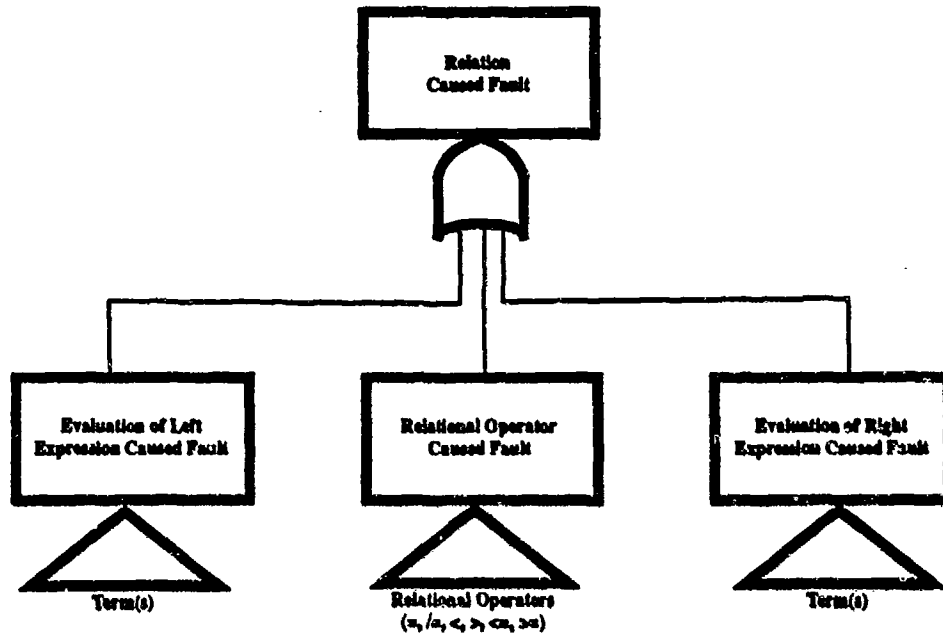 Relation
Caused Fault
Evaluation of Left
Expression Caused Fault
Relational Operator
Caused Fault
Evaluation of Right
Expression Caused Fault
Term(s)
Relational Operators
(=, /=, <, >, <=, >=)
Term(s)